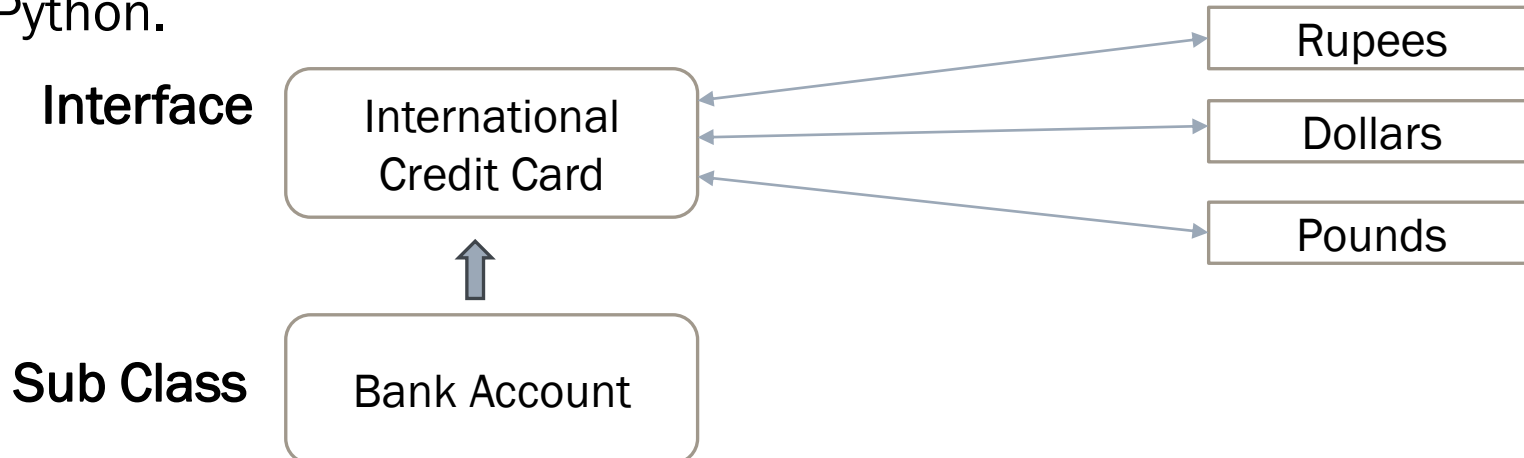 Python.
Interface
International
Credit Card
Rupees
Dollars
Pounds
Sub Class
Bank Account